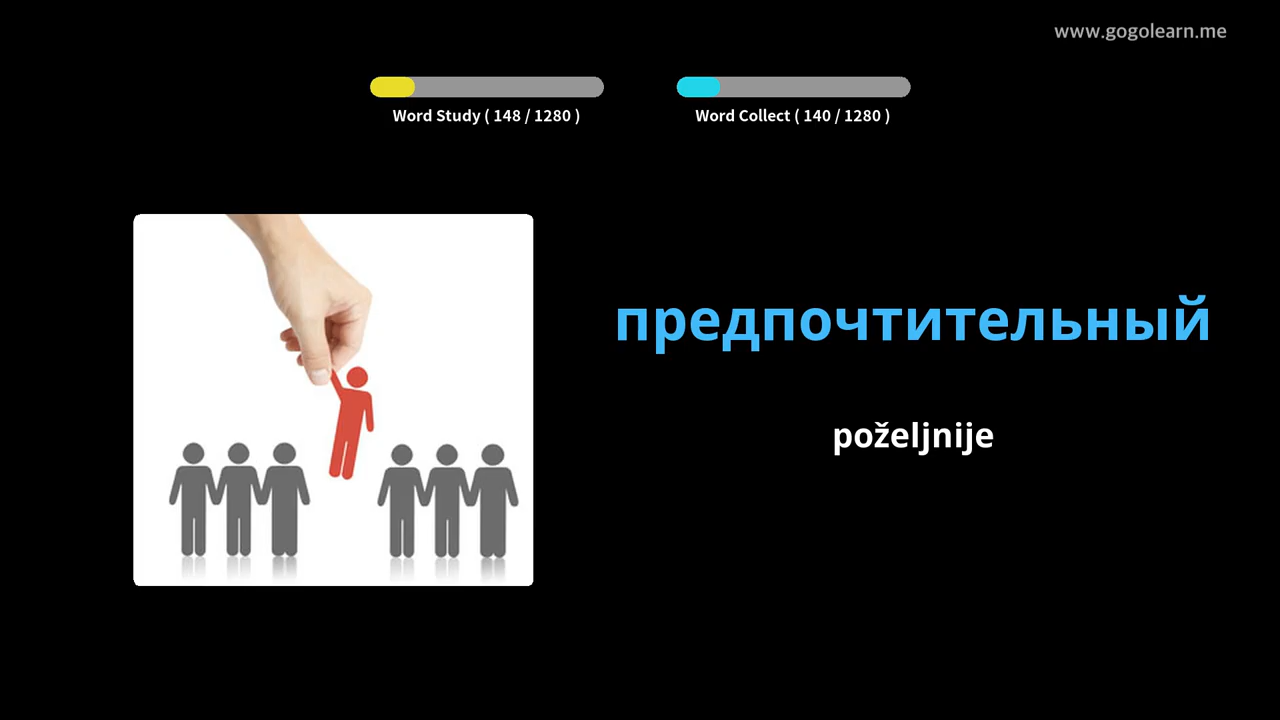 www.gogolearn.me
Word Study ( 148 / 1280 )
Word Collect ( 140 / 1280 )
предпочтительный
poželjnije